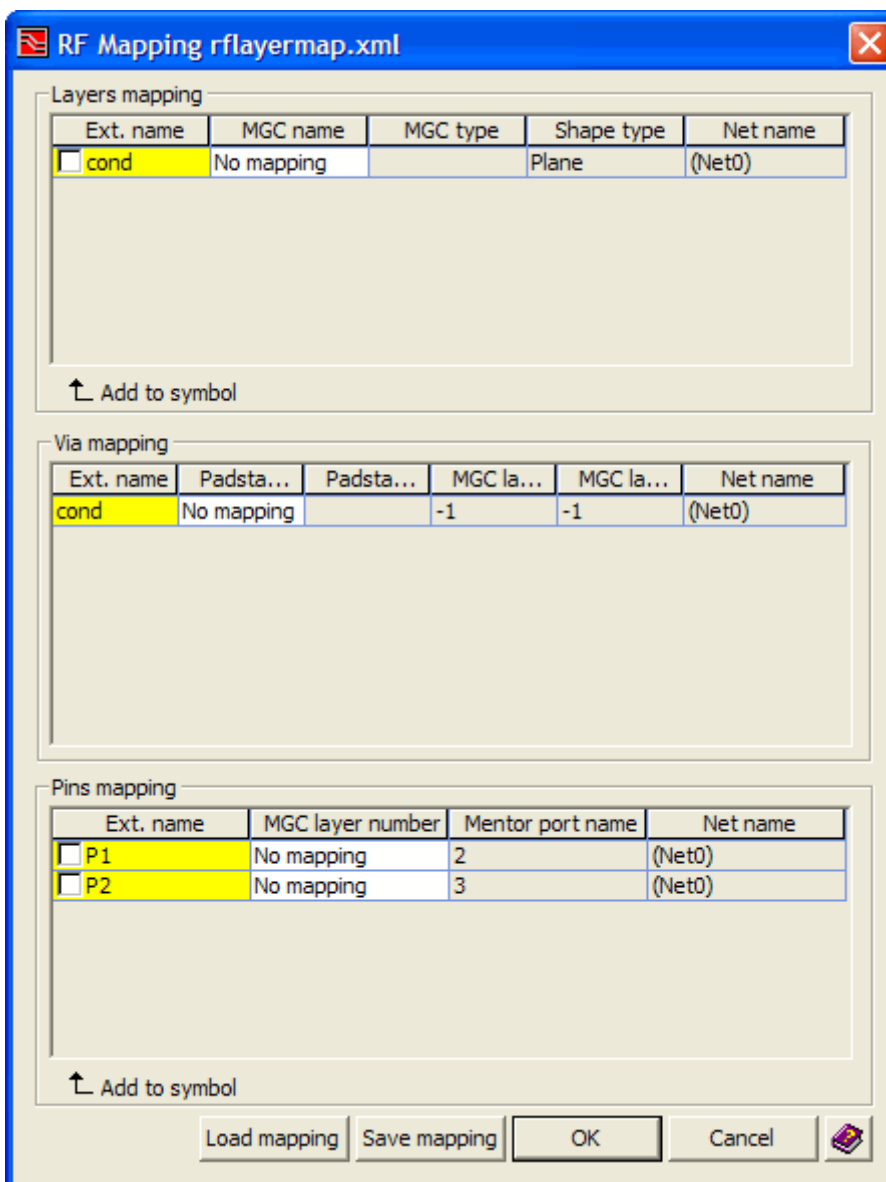 RF Mapping rflayermap.xml
Layers mapping
Ext. name MGC name MGC type Shape type Net name
cond No mapping Plane (Net0)
Add to symbol
Via mapping
Ext. name Padsta... Padsta... MGC la... MGC la... Net name
cond No mapping -1 -1 (Net0)
Pins mapping
Ext. name MGC layer number Mentor port name Net name
P1 No mapping 2 (Net0)
P2 No mapping 3 (Net0)
Add to symbol
Load mapping Save mapping OK Cancel ?